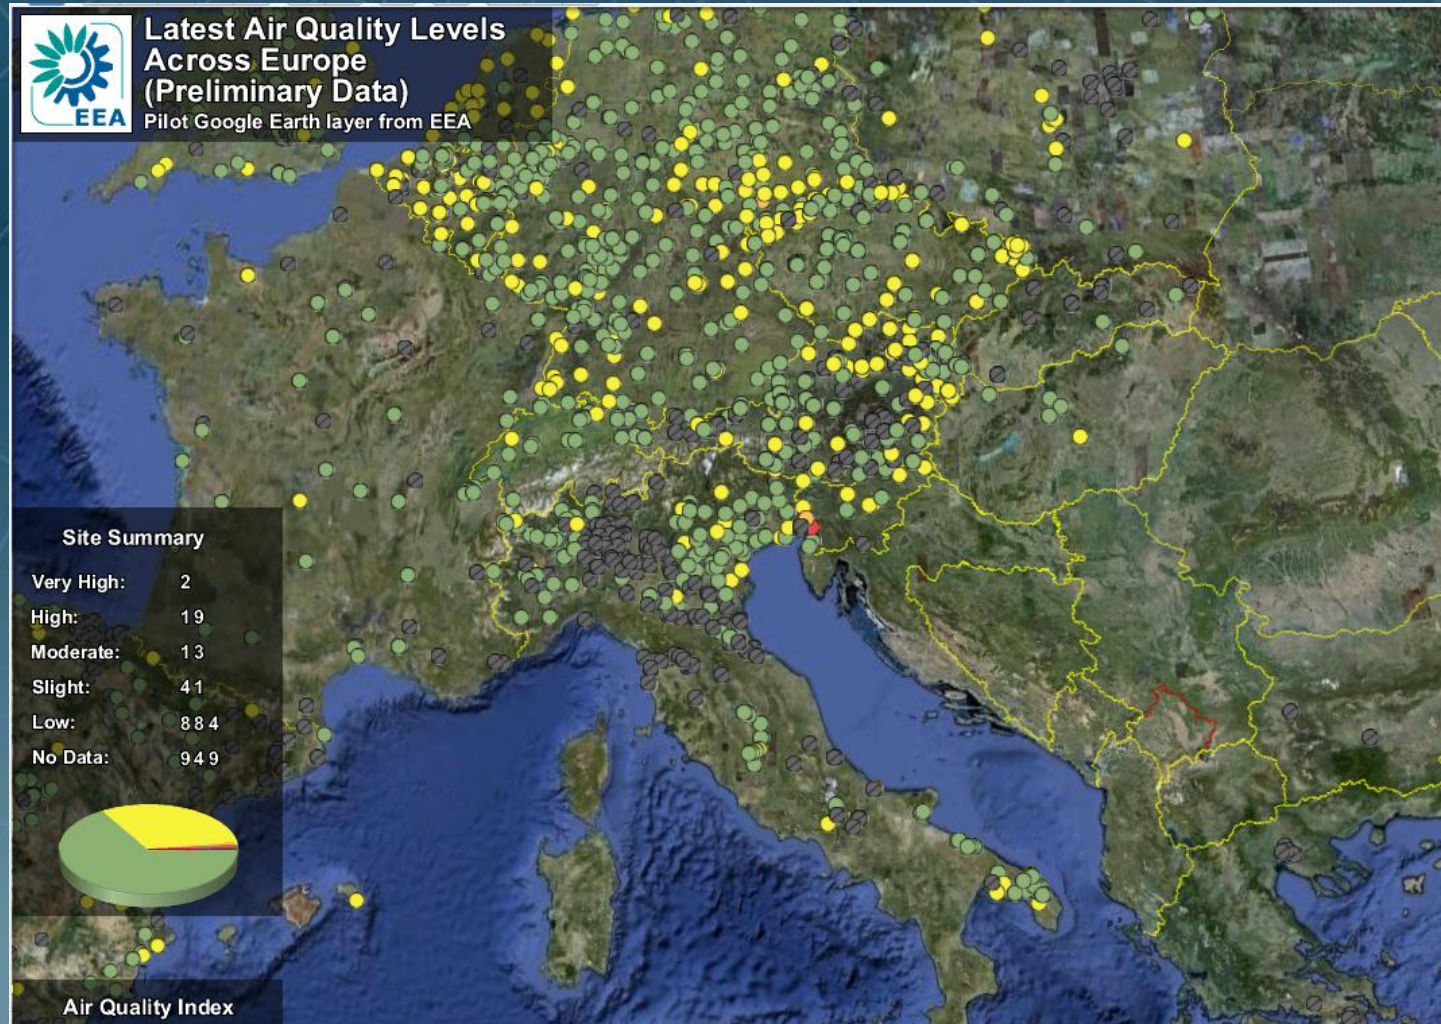 Latest Air Quality Levels
Across Europe
(Preliminary Data)
Pilot Google Earth layer from EEA
EEA
Site Summary
Very High: 2
High: 19
Moderate: 13
Slight: 41
Low: 884
No Data: 949
Air Quality Index